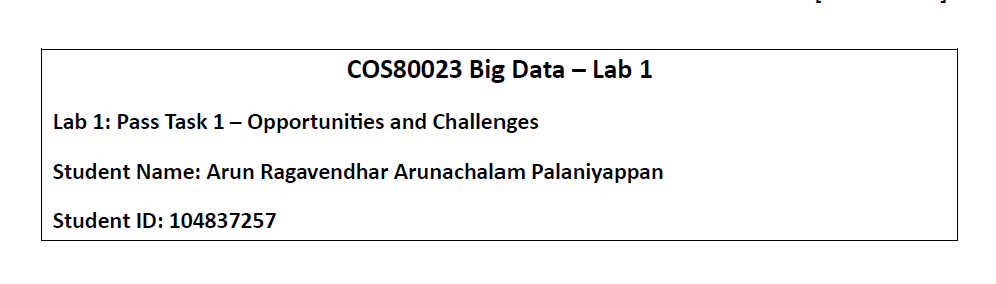 COS80023 Big Data – Lab 1
Lab 1: Pass Task 1 – Opportunities and Challenges
Student Name: Arun Ragavendhar Arunachalam Palaniyappan
Student ID: 104837257